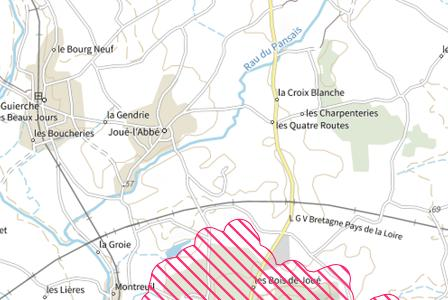 Rau du Pansais
le Bourg Neuf
la Croix Blanche
Guierche
es Beaux Jours
la Gendrie
les Charpenteries
les Boucheries
Joué-l'Abbé
les Quatre Routes
57
69
L G V Bretagne Pays de la Loire
et
la Groie
les Bois de Joué
Montreuil
les Lières